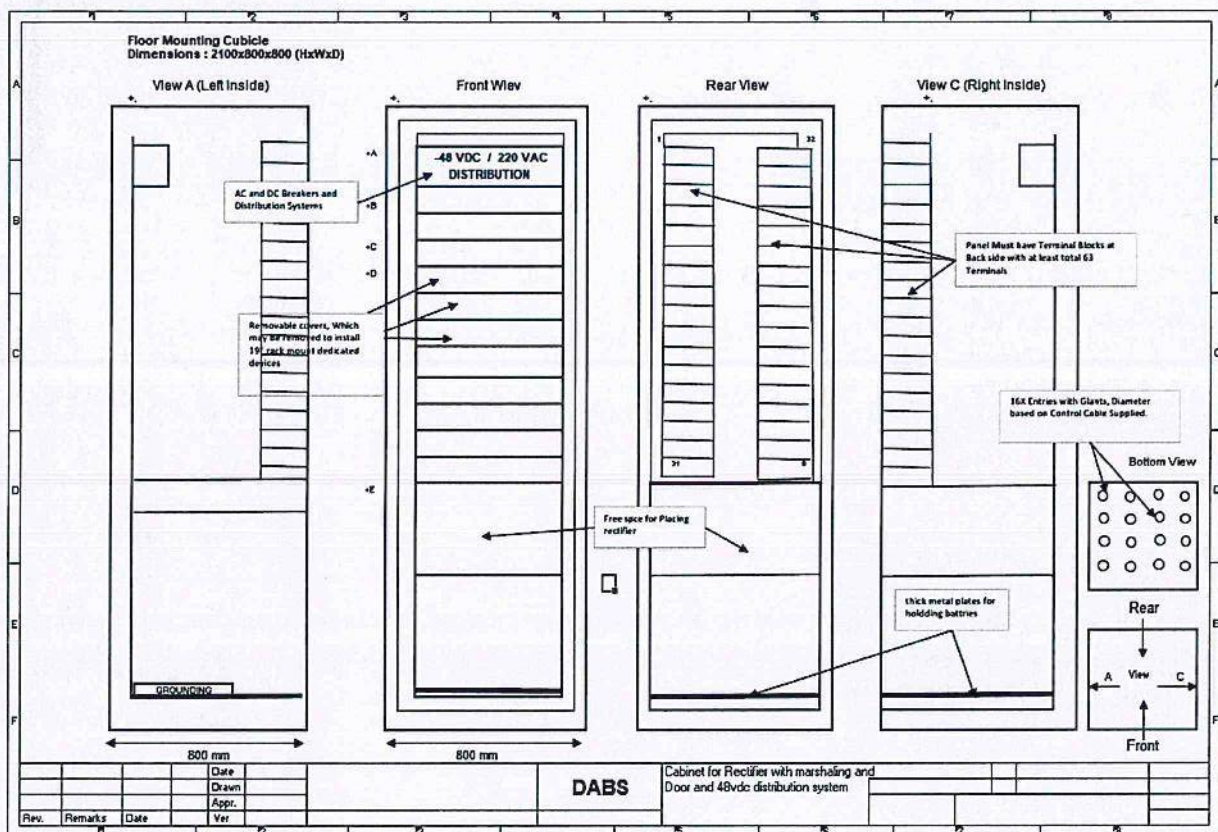 Floor Mounting Cubicle
Dimensions : 2100x800x800 (HxWxD)
View A (Left Inside)
Front Wiev
Rear View
View C (Right Inside)
+A
-48 VDC / 220 VAC
DISTRIBUTION
1
32
AC and DC Breakers and
Distribution Systems
+B
+C
+D
Panel Must have Terminal Blocks at
Back side with at least total 63
Terminals
Removable covers, Which
may be removed to install
19" rack mount dedicated
devices
16X Entries with Glants, Diameter
based on Control Cable Supplied.
31
Bottom View
+E
Free spice for Placing
rectifier
thick metal plates for
holdding battries
Rear
A
View
C
GROUNDING
Front
800 mm
800 mm
Date
Drawn
Appr.
Rev.
Remarks
Date
Ver
DABS
Cabinet for Rectifier with marshaling and
Door and 48vdc distribution system